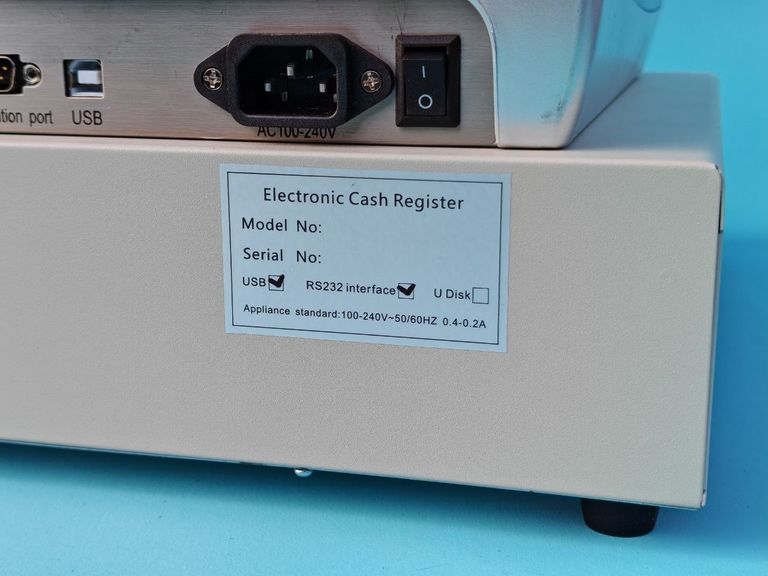 tion port USB
AC100-240V
Electronic Cash Register
Model No:
Serial No:
USB RS232 interface U Disk
Appliance standard:100-240V~50/60HZ 0.4-0.2A